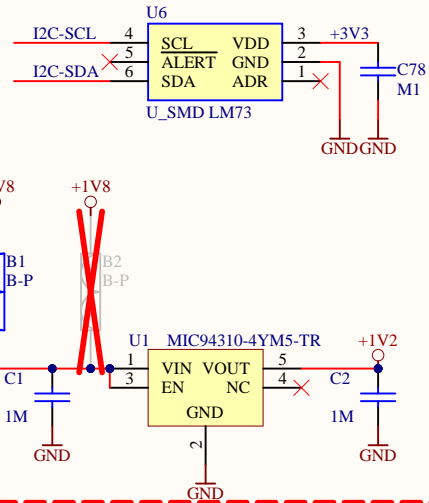 U6
I2C-SCL 4 SCL VDD 3 +3V3
5 ALERT GND 2
I2C-SDA 6 SDA ADR 1
C78
M1
U_SMD LM73
GND GND
V8 +1V8
B1 B2
B-P B-P
U1 MIC94310-4YM5-TR
+1V2
1 VIN VOUT 5
3 EN NC 4
C1 C2
GND
1M 1M
2
GND GND
GND